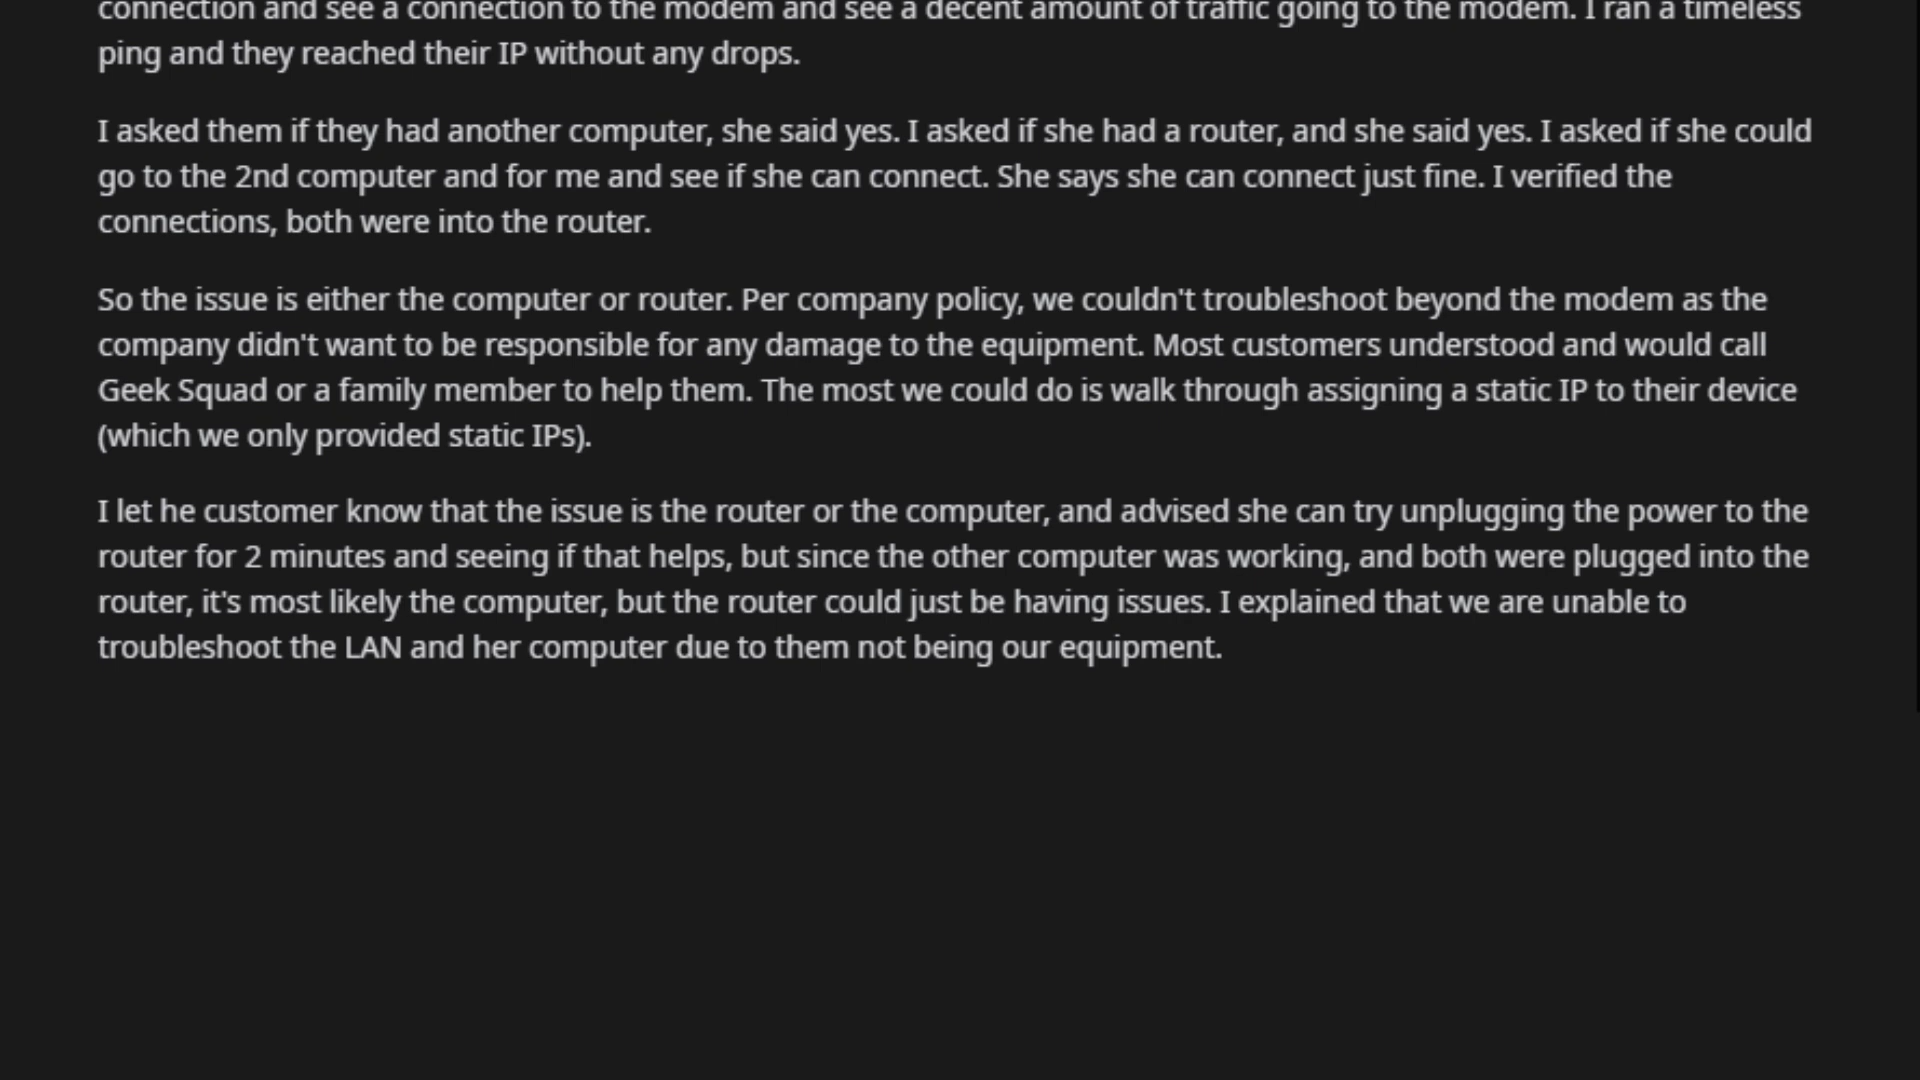 connection and see a connection to the modem and see a decent amount of traffic going to the modem. I ran a timeless
ping and they reached their IP without any drops.
I asked them if they had another computer, she said yes. I asked if she had a router, and she said yes. I asked if she could
go to the 2nd computer and for me and see if she can connect. She says she can connect just fine. I verified the
connections, both were into the router.
So the issue is either the computer or router. Per company policy, we couldn't troubleshoot beyond the modem as the
company didn't want to be responsible for any damage to the equipment. Most customers understood and would call
Geek Squad or a family member to help them. The most we could do is walk through assigning a static IP to their device
(which we only provided static IPs).
I let he customer know that the issue is the router or the computer, and advised she can try unplugging the power to the
router for 2 minutes and seeing if that helps, but since the other computer was working, and both were plugged into the
router, it's most likely the computer, but the router could just be having issues. I explained that we are unable to
troubleshoot the LAN and her computer due to them not being our equipment.